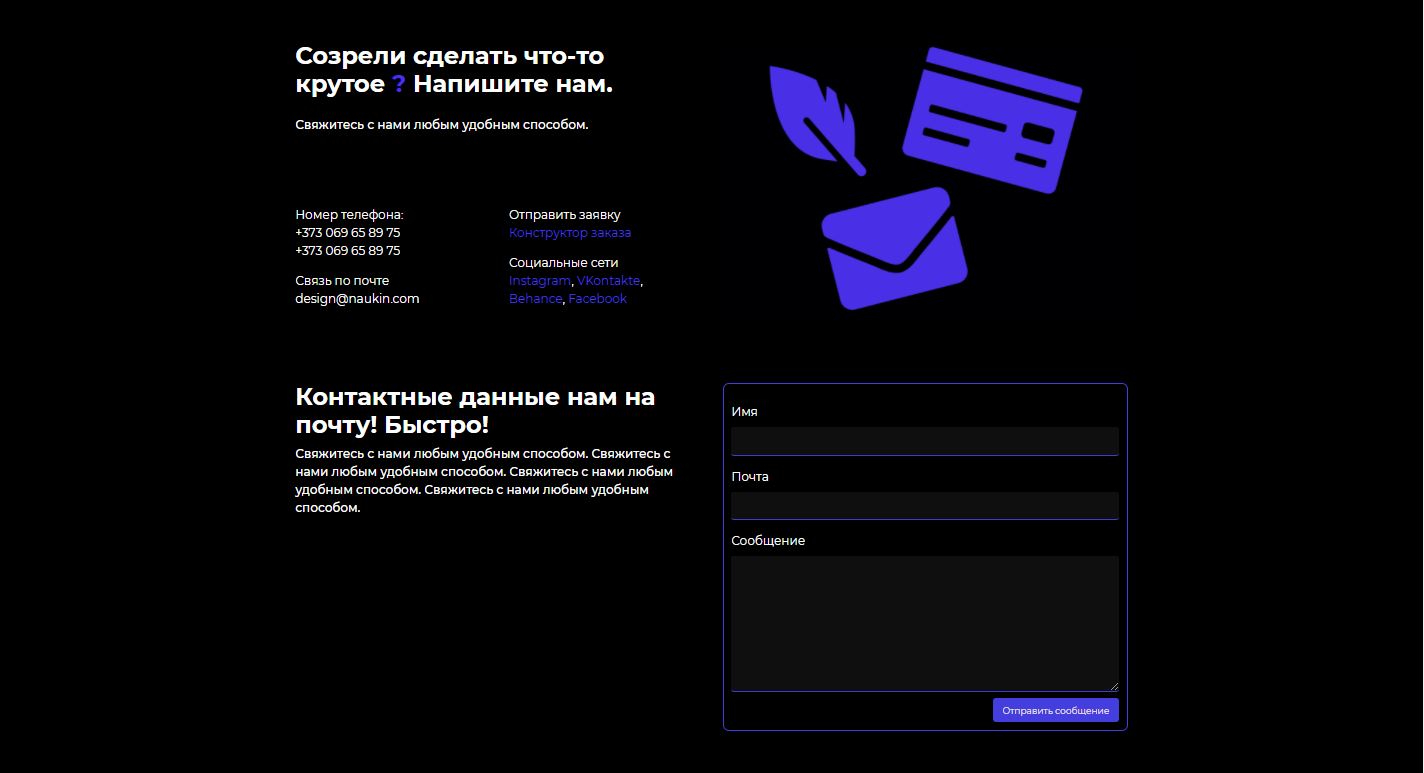 Созрели сделать что-то
крутое ? Напишите нам.
Свяжитесь с нами любым удобным способом.
Номер телефона:
+373 069 65 89 75
+373 069 65 89 75
Связь по почте
design@naukin.com
Отправить заявку
Конструктор заказа
Социальные сети
Instagram, VKontakte,
Behance, Facebook
Контактные данные нам на
почту! Быстро!
Свяжитесь с нами любым удобным способом. Свяжитесь с
нами любым удобным способом. Свяжитесь с нами любым
удобным способом. Свяжитесь с нами любым удобным
способом.
Имя
Почта
Сообщение
Отправить сообщение